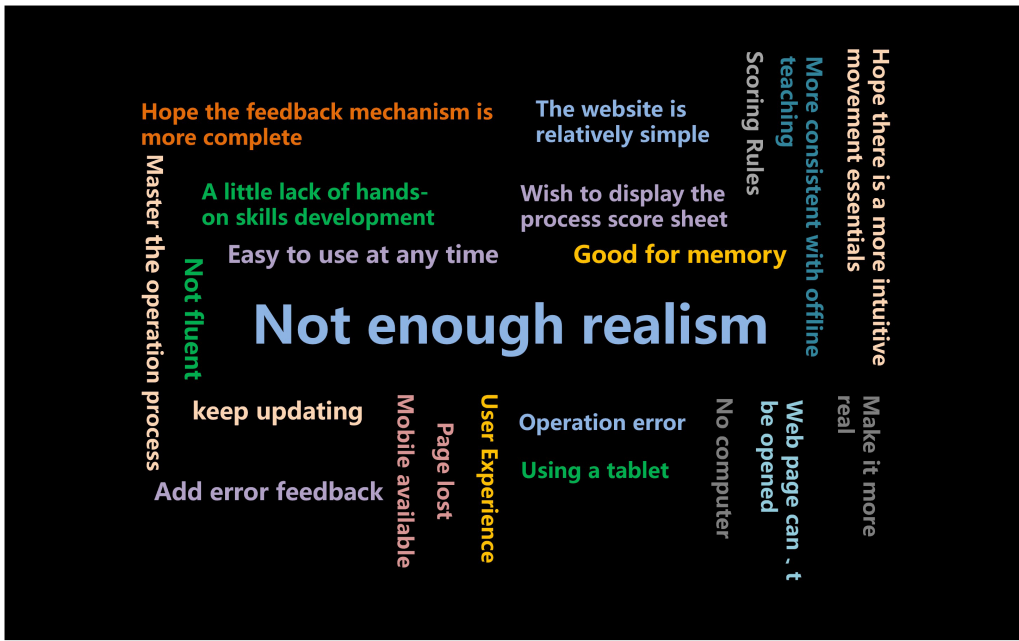 Hope the feedback mechanism is
more complete
The website is
relatively simple
Scoring Rules
More consistent with offline
teaching
Hope there is a more intuitive
movement essentials
Master the operation process
A little lack of hands-
on skills development
Wish to display the
process score sheet
Easy to use at any time
Good for memory
Not fluent
Not enough realism
keep updating
Mobile available
Page lost
User Experience
Operation error
Using a tablet
No computer
Web page can、t
be opened
Make it more
real
Add error feedback